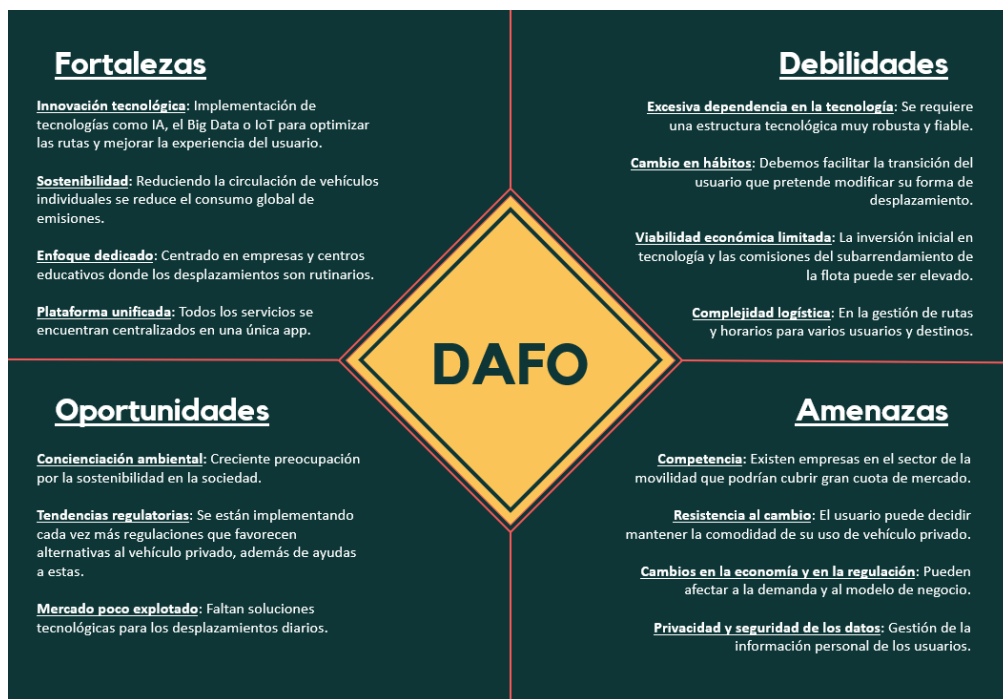 Fortalezas
Innovación tecnológica: Implementación de
tecnologías como IA, el Big Data o IoT para optimizar
las rutas y mejorar la experiencia del usuario.
Sostenibilidad: Reduciendo la circulación de vehículos
individuales se reduce el consumo global de
emisiones.
Enfoque dedicado: Centrado en empresas y centros
educativos donde los desplazamientos son rutinarios.
Plataforma unificada: Todos los servicios se
encuentran centralizados en una única app.
Debilidades
Excesiva dependencia en la tecnología: Se requiere
una estructura tecnológica muy robusta y fiable.
Cambio en hábitos: Debemos facilitar la transición del
usuario que pretende modificar su forma de
desplazamiento.
Viabilidad económica limitada: La inversión inicial en
tecnología y las comisiones del subarrendamiento de
la flota puede ser elevado.
Complejidad logística: En la gestión de rutas
y horarios para varios usuarios y destinos.
DAFO
Oportunidades
Concienciación ambiental: Creciente preocupación
por la sostenibilidad en la sociedad.
Tendencias regulatorias: Se están implementando
cada vez más regulaciones que favorecen
alternativas al vehículo privado, además de ayudas
a estas.
Mercado poco explotado: Faltan soluciones
tecnológicas para los desplazamientos diarios.
Amenazas
Competencia: Existen empresas en el sector de la
movilidad que podrían cubrir gran cuota de mercado.
Resistencia al cambio: El usuario puede decidir
mantener la comodidad de su uso de vehículo privado.
Cambios en la economía y en la regulación: Pueden
afectar a la demanda y al modelo de negocio.
Privacidad y seguridad de los datos: Gestión de la
información personal de los usuarios.